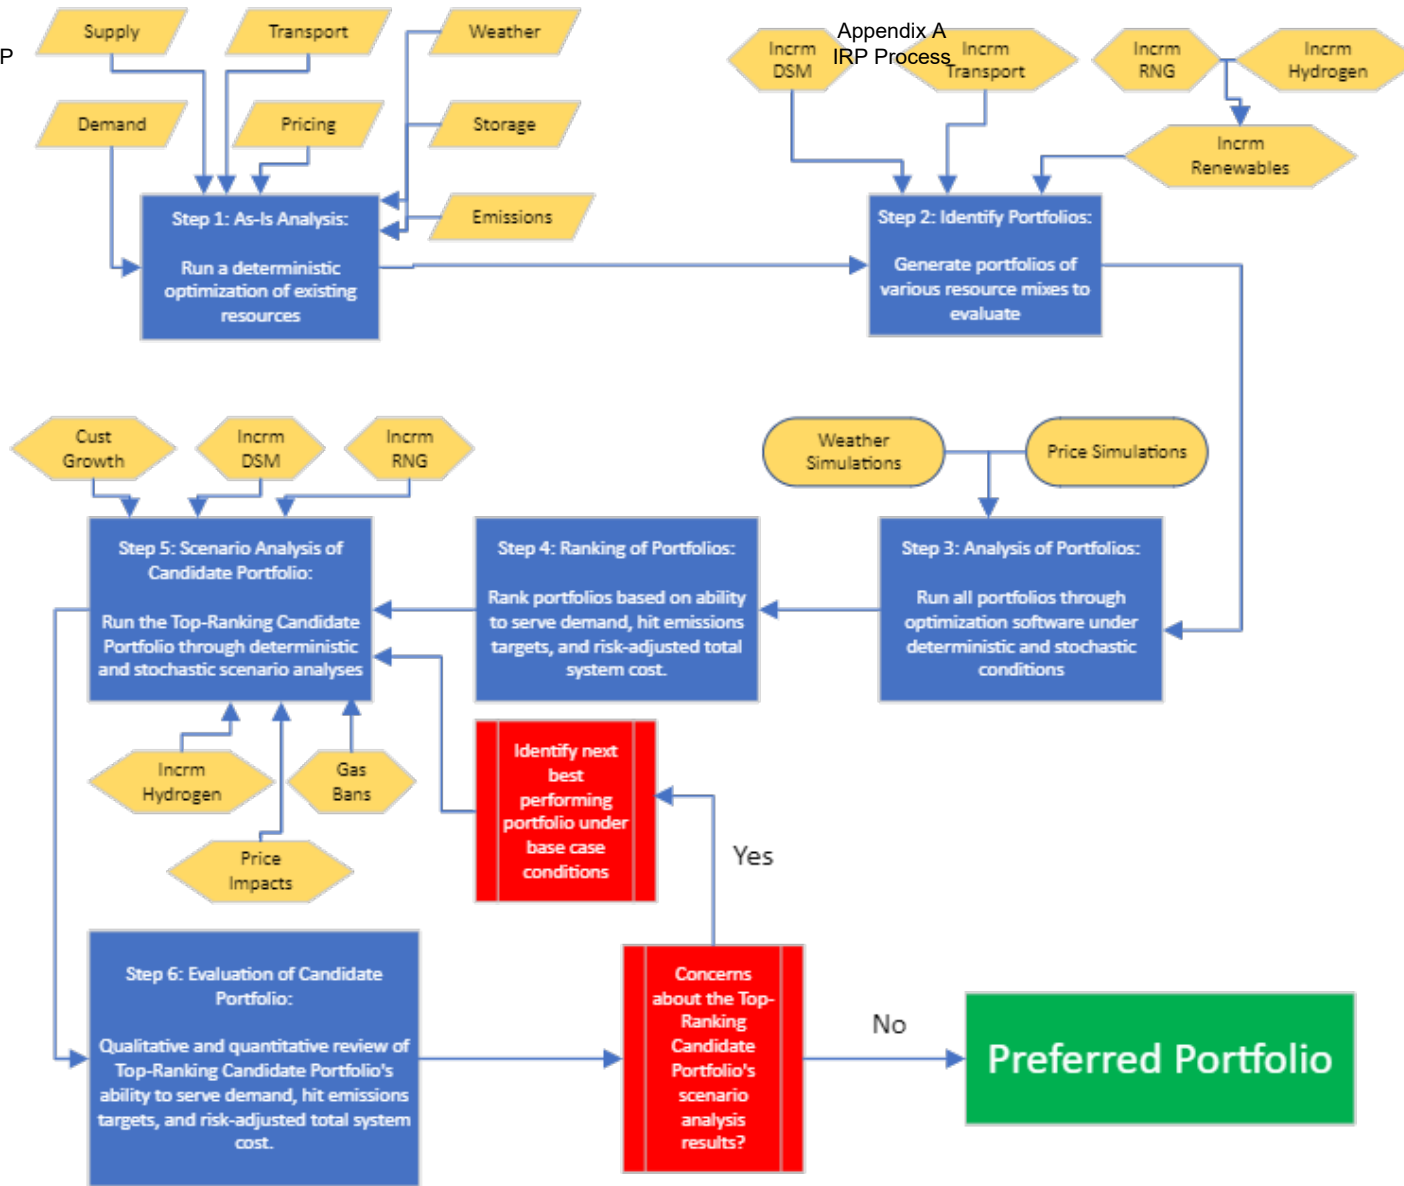 P
Appendix A
IRP Process
Supply
Transport
Weather
Demand
Pricing
Storage
Emissions
Incrm
DSM
Incrm
Transport
Incrm
RNG
Incrm
Hydrogen
Incrm
Renewables
Step 1: As-Is Analysis:
Run a deterministic
optimization of existing
resources
Step 2: Identify Portfolios:
Generate portfolios of
various resource mixes to
evaluate
Weather
Simulations
Price Simulations
Step 3: Analysis of Portfolios:
Run all portfolios through
optimization software under
deterministic and stochastic
conditions
Step 4: Ranking of Portfolios:
Rank portfolios based on ability
to serve demand, hit emissions
targets, and risk-adjusted total
system cost.
Cust
Growth
Incrm
DSM
Incrm
RNG
Step 5: Scenario Analysis of
Candidate Portfolio:
Run the Top-Ranking Candidate
Portfolio through deterministic
and stochastic scenario analyses
Incrm
Hydrogen
Gas
Bans
Price
Impacts
Identify next
best
performing
portfolio under
base case
conditions
Yes
Step 6: Evaluation of Candidate
Portfolio:
Qualitative and quantitative review of
Top-Ranking Candidate Portfolio's
ability to serve demand, hit emissions
targets, and risk-adjusted total system
cost.
Concerns
about the Top-
Ranking
Candidate
Portfolio's
scenario
analysis
results?
No
Preferred Portfolio